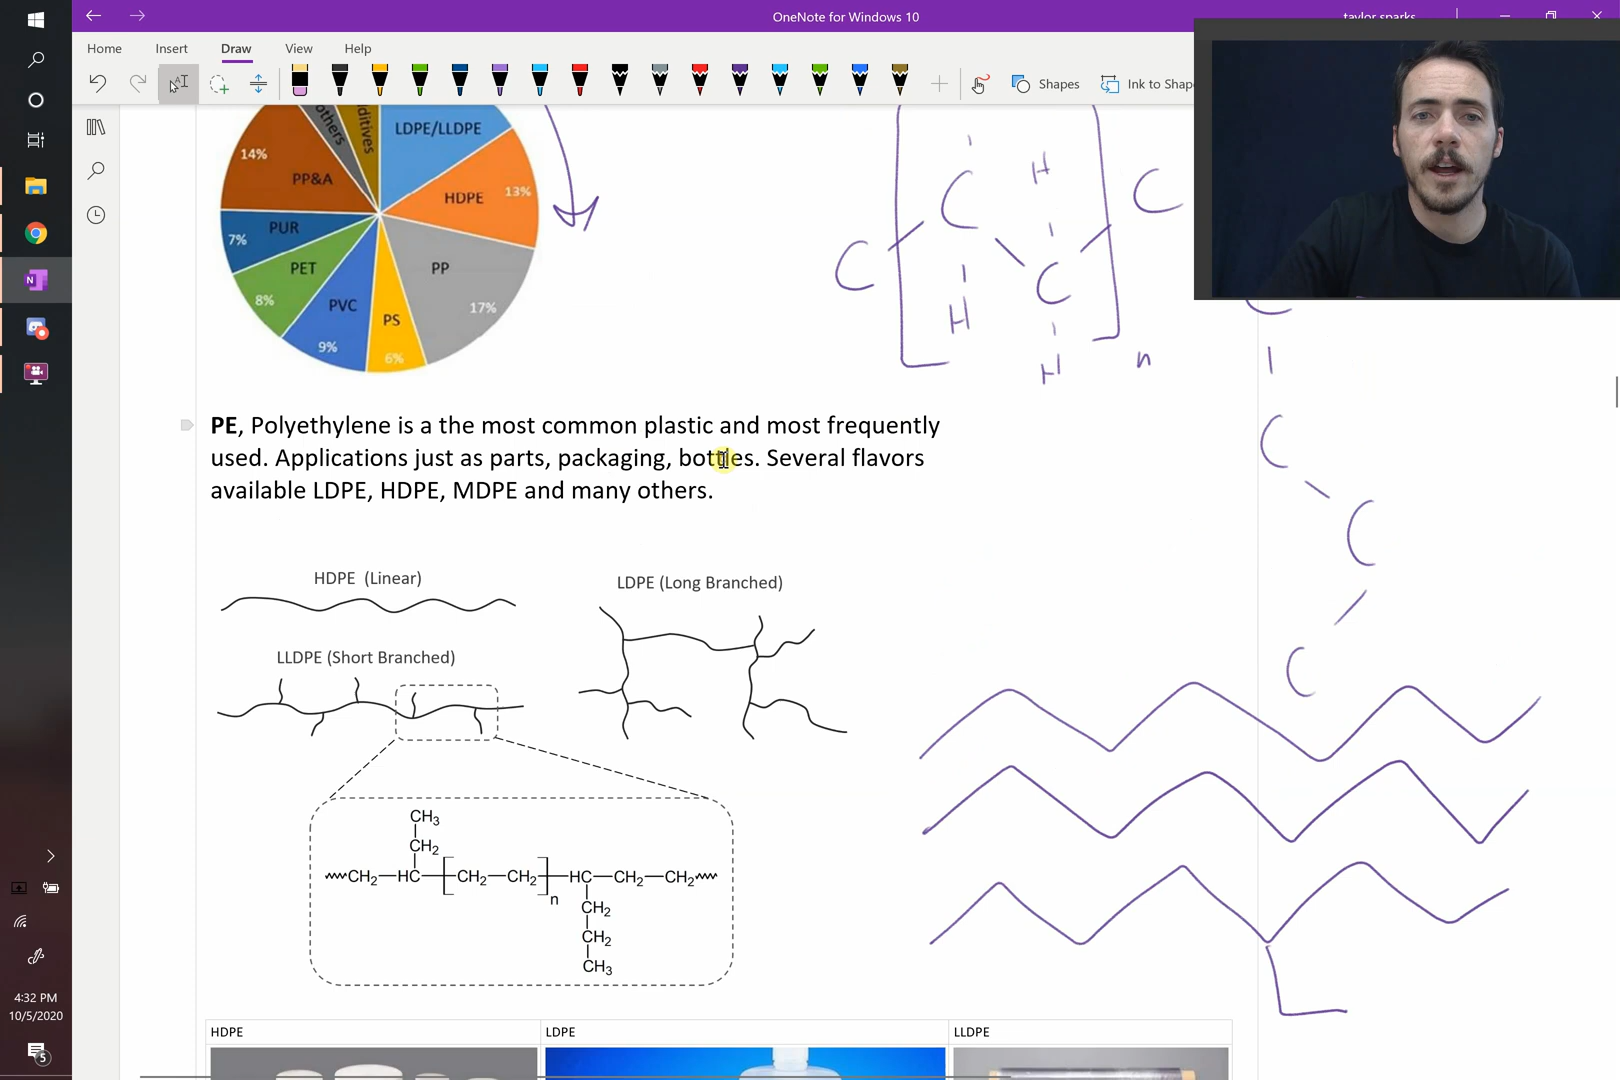 OneNote for Windows 10
taylor sparks
Home Insert Draw View Help
Shapes
Ink to Shap
LDPE/LLDPE
HDPE
13%
PP
17%
PS
6%
PVC
9%
PET
8%
PUR
7%
PP&A
14%
others
ditives
C
H
C
C
C
H
H
n
C
C
C
PE, Polyethylene is a the most common plastic and most frequently
used. Applications just as parts, packaging, bottles. Several flavors
available LDPE, HDPE, MDPE and many others.
HDPE (Linear)
LDPE (Long Branched)
LLDPE (Short Branched)
CH3
CH2
CH2—HC—[CH2—CH2]n—HC—CH2—CH2
CH2
CH2
CH3
HDPE
LDPE
LLDPE
4:32 PM
10/5/2020
5